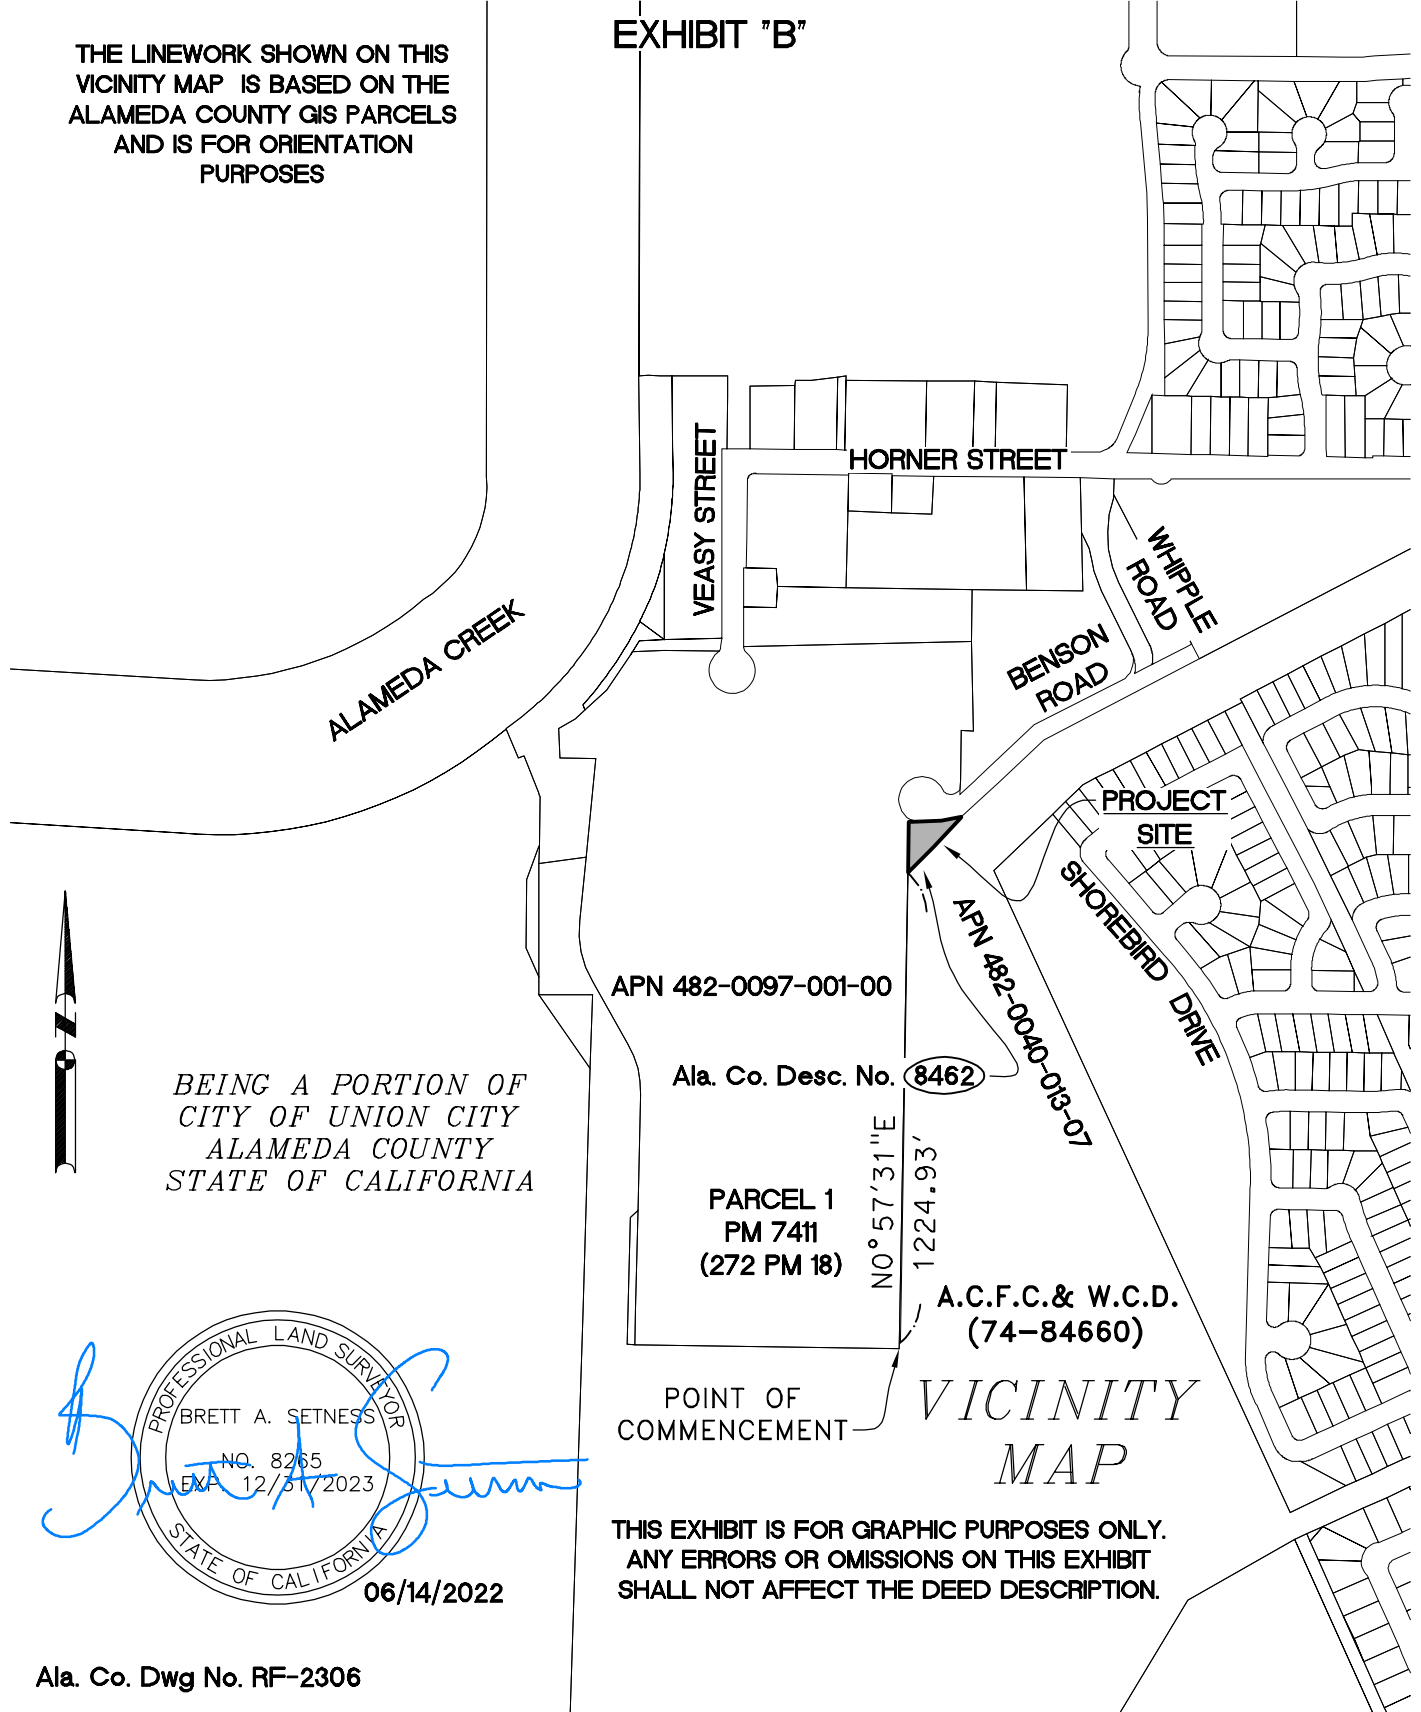 EXHIBIT "B"
THE LINEWORK SHOWN ON THIS
VICINITY MAP IS BASED ON THE
ALAMEDA COUNTY GIS PARCELS
AND IS FOR ORIENTATION
PURPOSES
HORNER STREET
VEASY STREET
WHIPPLE
ROAD
BENSON
ROAD
ALAMEDA CREEK
PROJECT
SITE
SHOREBIRD DRIVE
APN 482-0040-013-07
APN 482-0097-001-00
Ala. Co. Desc. No. 8462
N0°57'31"E
1224.93'
BEING A PORTION OF
CITY OF UNION CITY
ALAMEDA COUNTY
STATE OF CALIFORNIA
PARCEL 1
PM 7411
(272 PM 18)
A.C.F.C.& W.C.D.
(74-84660)
POINT OF
COMMENCEMENT
VICINITY
MAP
PROFESSIONAL LAND SURVEYOR
BRETT A. SETNESS
NO. 8265
EXP. 12/31/2023
STATE OF CALIFORNIA
06/14/2022
THIS EXHIBIT IS FOR GRAPHIC PURPOSES ONLY.
ANY ERRORS OR OMISSIONS ON THIS EXHIBIT
SHALL NOT AFFECT THE DEED DESCRIPTION.
Ala. Co. Dwg No. RF-2306